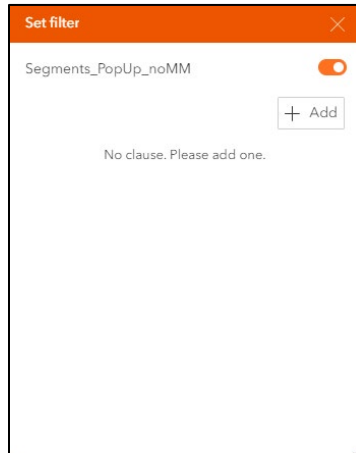 Set filter
Segments_PopUp_noMM
Add
No clause. Please add one.